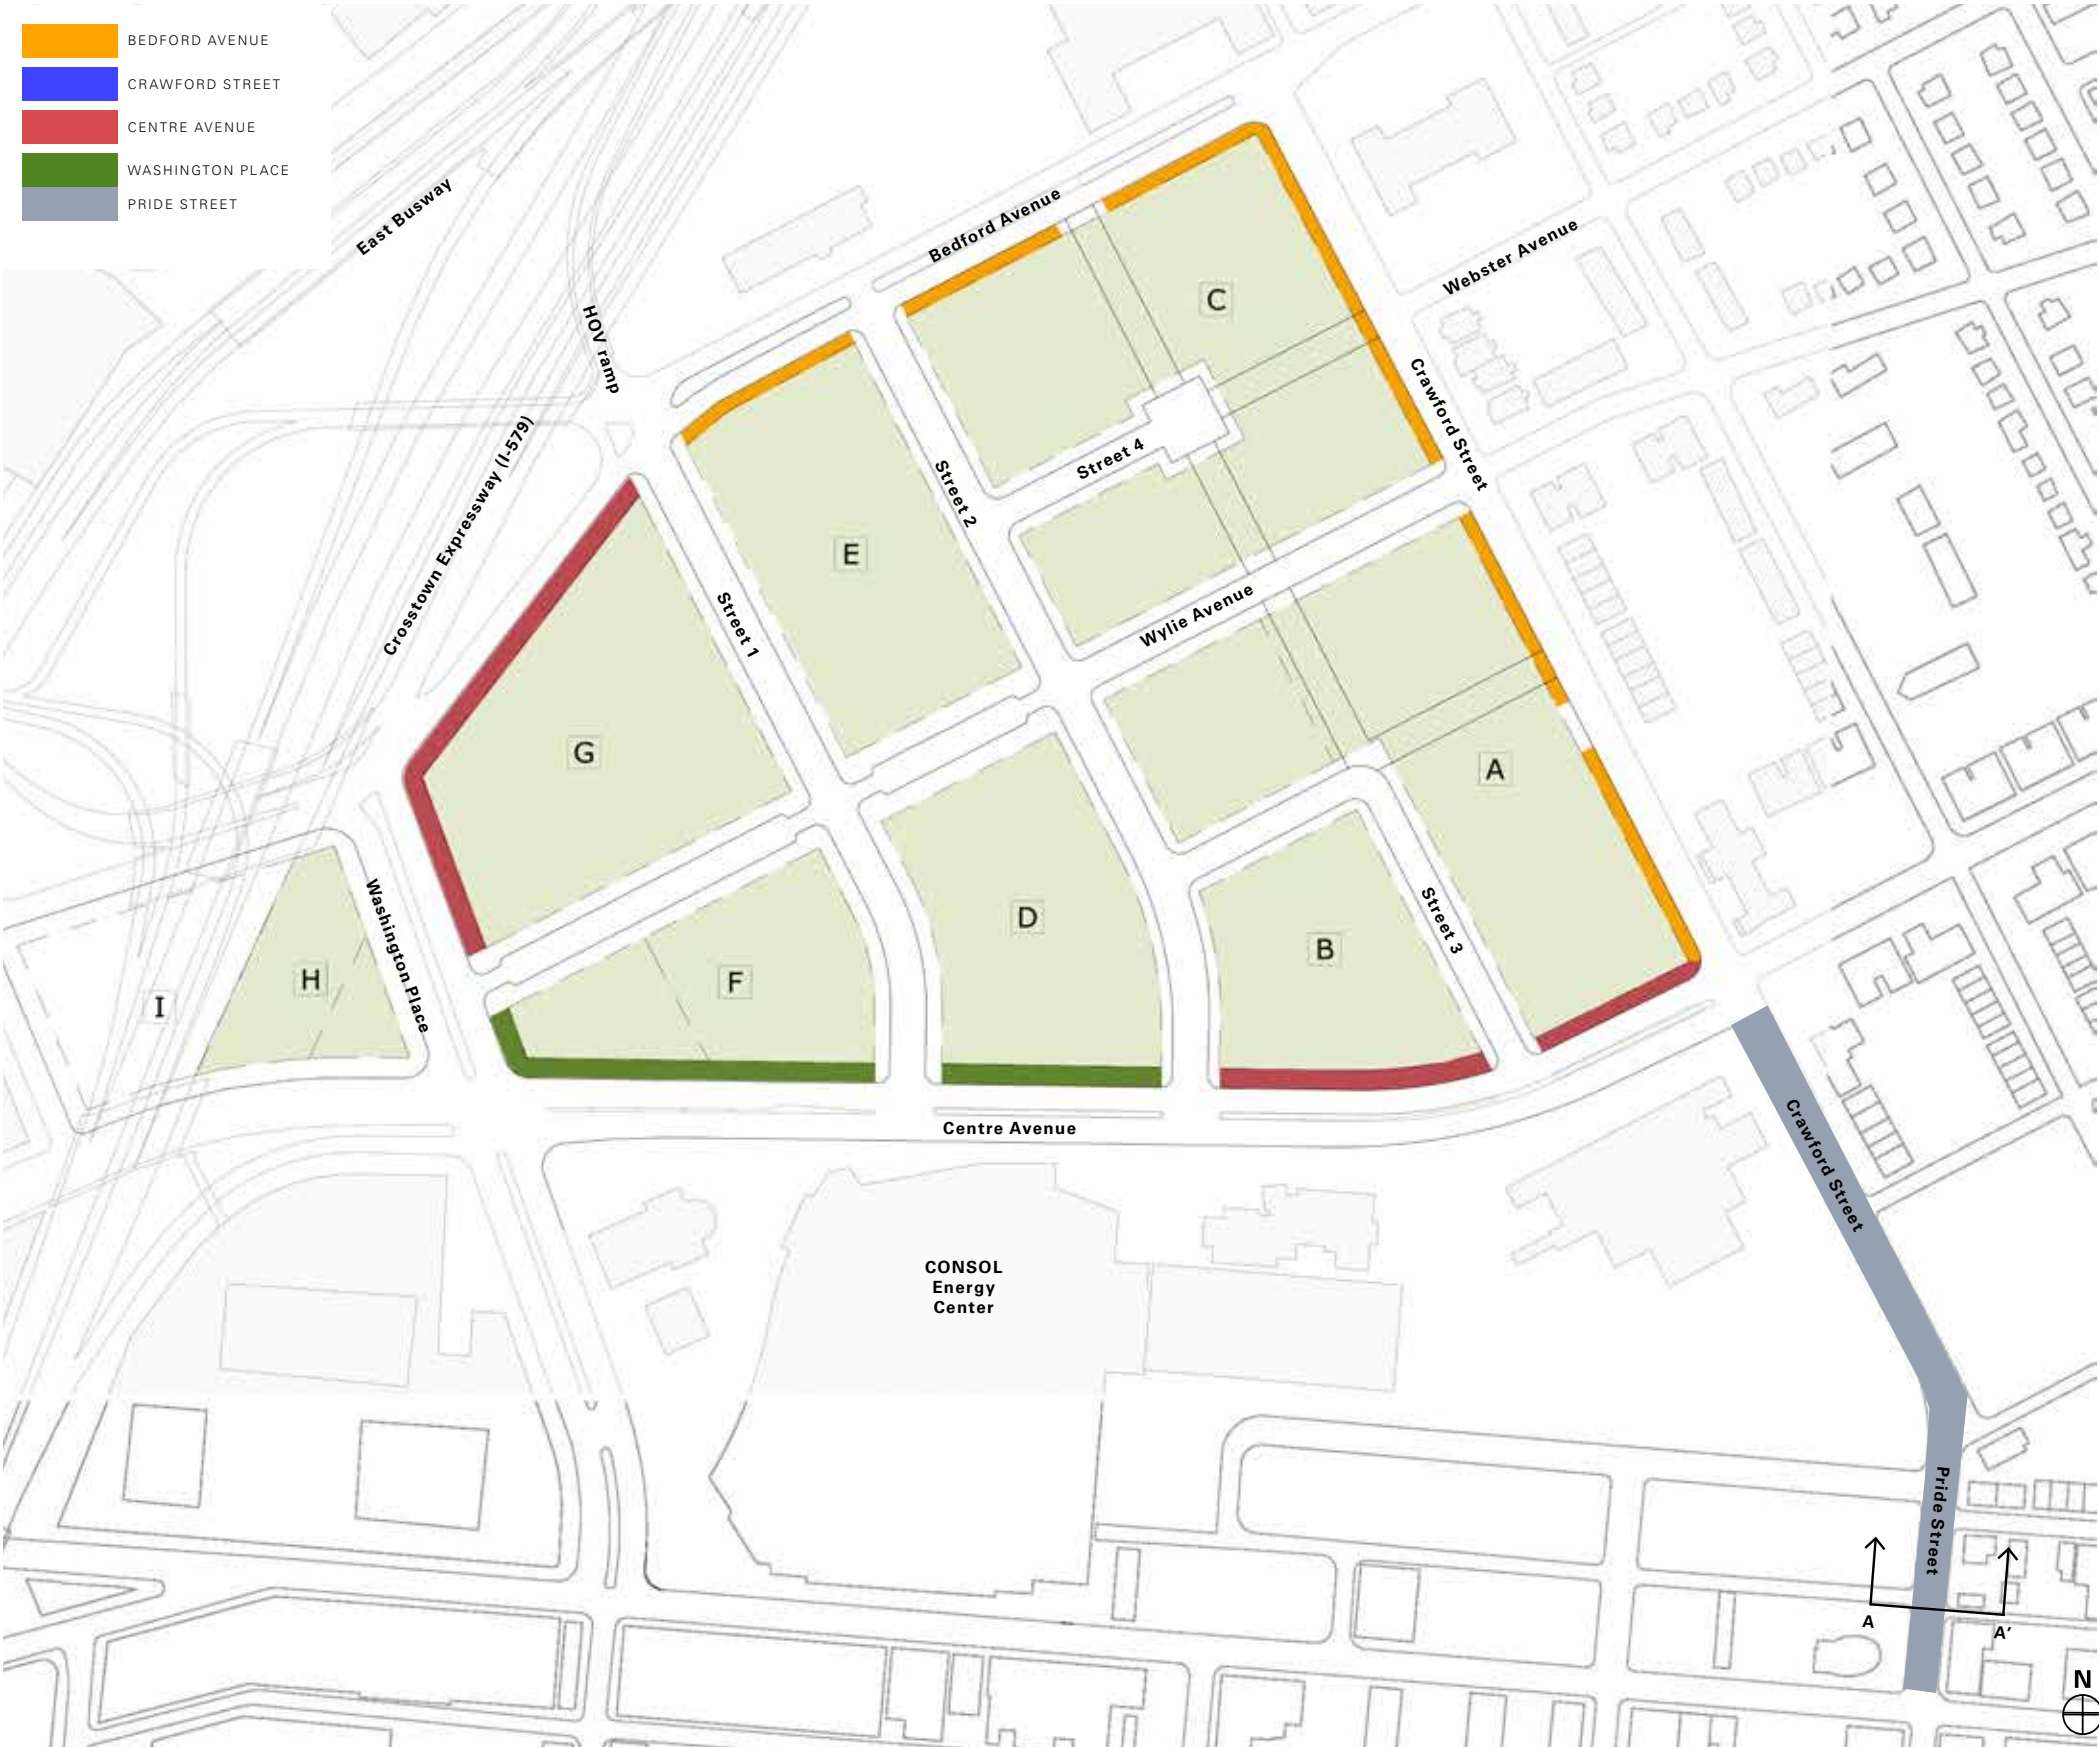 BEDFORD AVENUE
CRAWFORD STREET
CENTRE AVENUE
WASHINGTON PLACE
PRIDE STREET
East Busway
HOV ramp
Crosstown Expressway (I-579)
Bedford Avenue
Webster Avenue
Crawford Street
C
Street 4
Street 2
E
Street 1
Wylie Avenue
G
A
Washington Place
Street 3
D
B
H
F
I
Centre Avenue
Crawford Street
CONSOL
Energy
Center
Pride Street
A
A’
N